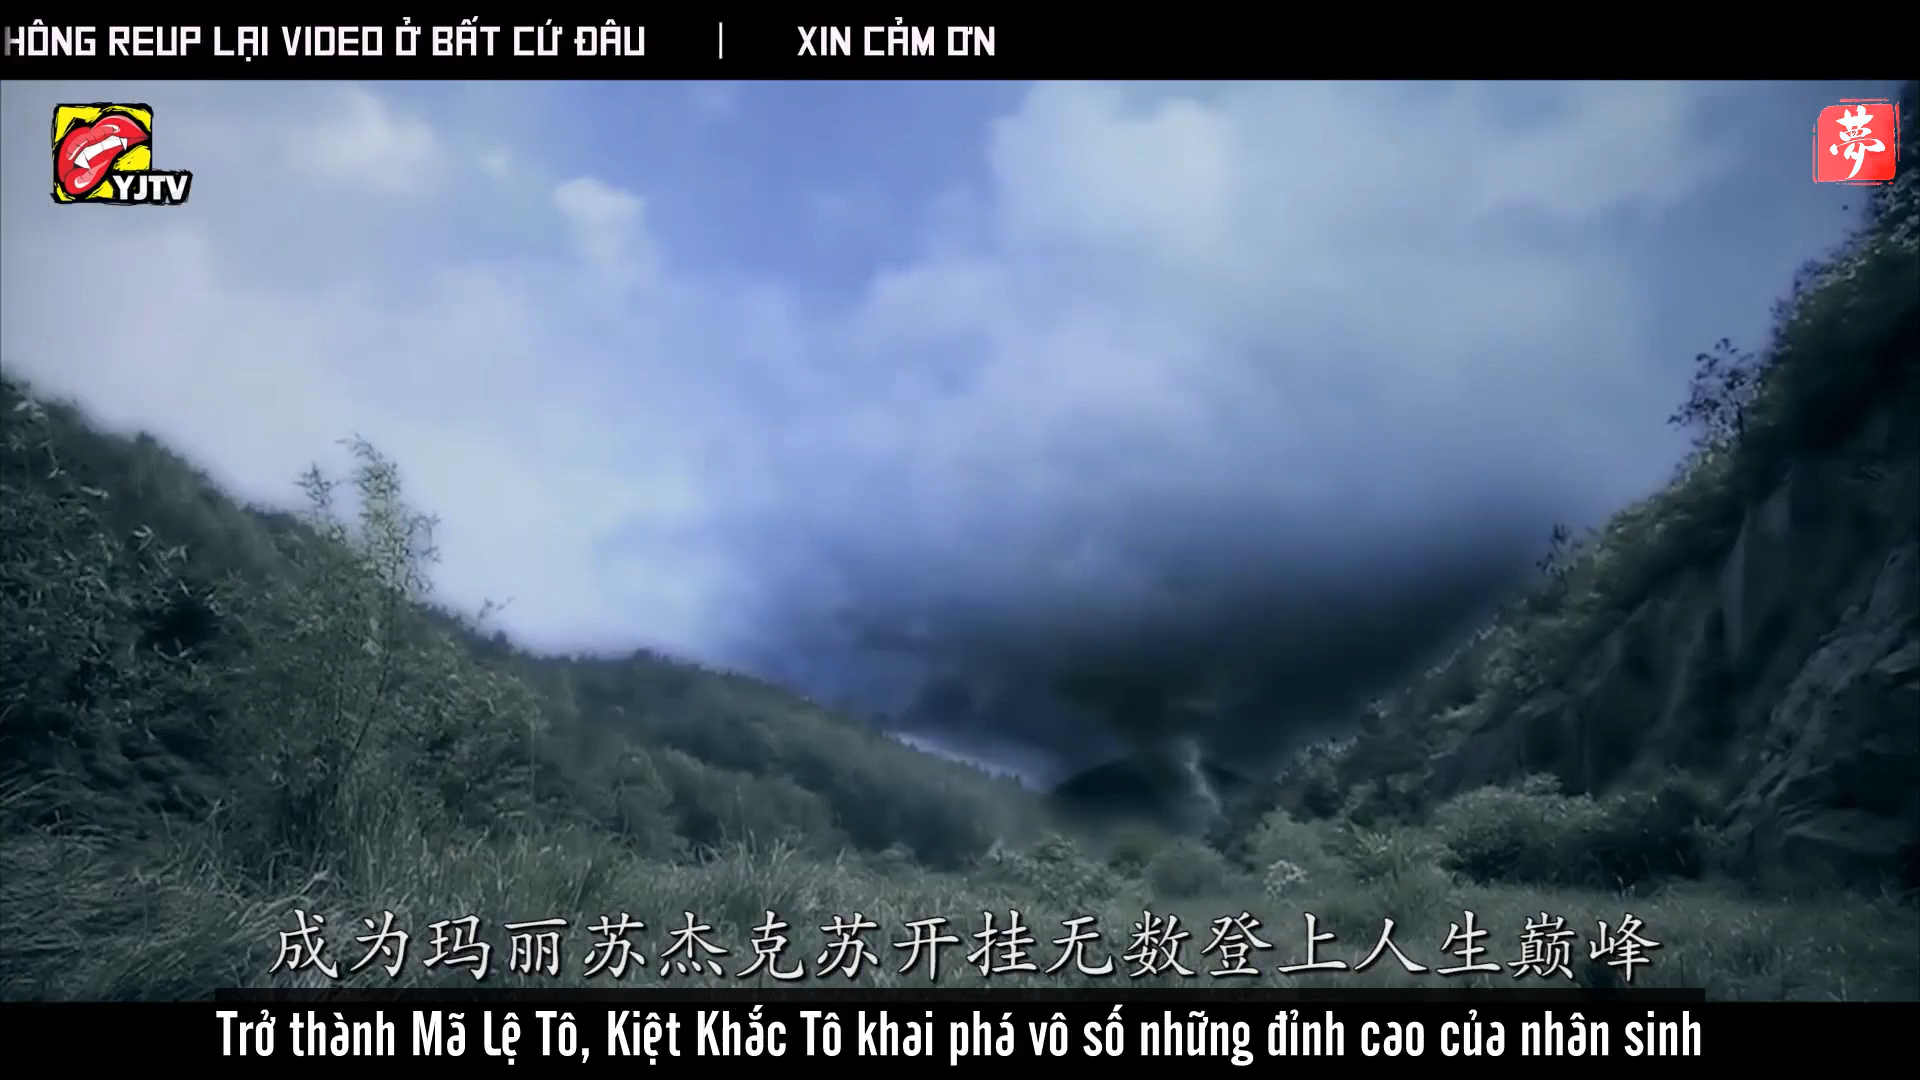 HÔNG REUP LẠI VIDEO Ở BẤT CỨ ĐÂU | XIN CẢM ƠN
YJTV
夢
成为玛丽苏杰克苏开挂无数登上人生巅峰
Trở thành Mã Lệ Tô, Kiệt Khắc Tô khai phá vô số những đỉnh cao của nhân sinh